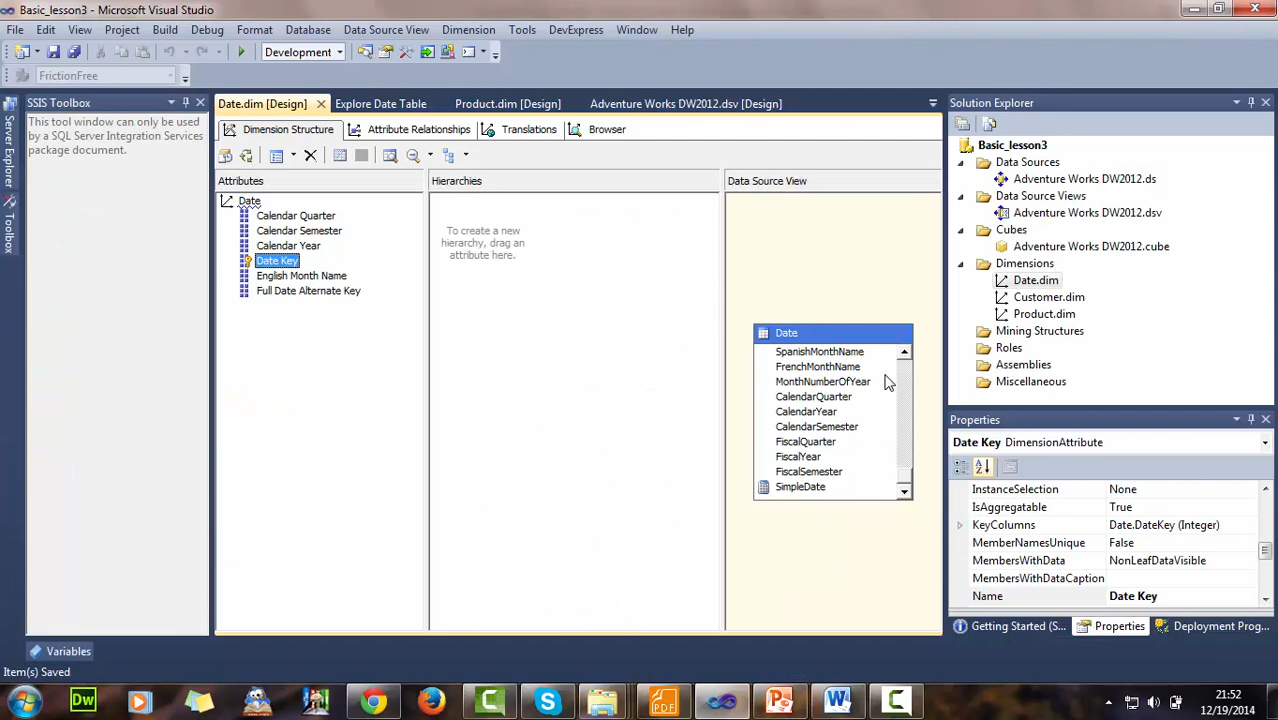 Basic_lesson3 - Microsoft Visual Studio
File Edit View Project Build Debug Format Database Data Source View Dimension Tools DevExpress Window Help
Development
FrictionFree
SSIS Toolbox
This tool window can only be used
by a SQL Server Integration Services
package document.
Server Explorer
Toolbox
Date.dim [Design] Explore Date Table Product.dim [Design] Adventure Works DW2012.dsv [Design]
Dimension Structure Attribute Relationships Translations Browser
Attributes Hierarchies Data Source View
Date
Calendar Quarter
Calendar Semester
Calendar Year
Date Key
English Month Name
Full Date Alternate Key
To create a new
hierarchy, drag an
attribute here.
Date
SpanishMonthName
FrenchMonthName
MonthNumberOfYear
CalendarQuarter
CalendarYear
CalendarSemester
FiscalQuarter
FiscalYear
FiscalSemester
SimpleDate
Solution Explorer
Basic_lesson3
Data Sources
Adventure Works DW2012.ds
Data Source Views
Adventure Works DW2012.dsv
Cubes
Adventure Works DW2012.cube
Dimensions
Date.dim
Customer.dim
Product.dim
Mining Structures
Roles
Assemblies
Miscellaneous
Properties
Date Key DimensionAttribute
InstanceSelection None
IsAggregatable True
KeyColumns Date.DateKey (Integer)
MemberNamesUnique False
MembersWithData NonLeafDataVisible
MembersWithDataCaption
Name Date Key
Getting Started (S... Properties Deployment Prog...
Variables
Item(s) Saved
Dw
PDF
21:52
12/19/2014